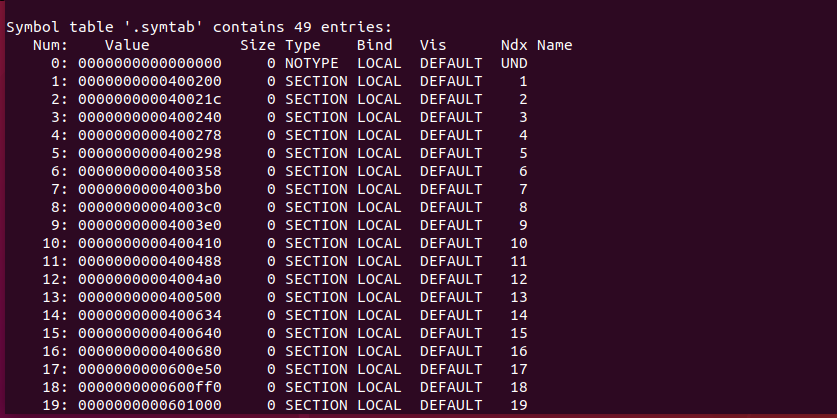 Symbol table '.symtab' contains 49 entries:
   Num:    Value          Size Type    Bind   Vis      Ndx Name
     0: 0000000000000000     0 NOTYPE  LOCAL  DEFAULT  UND
     1: 0000000000400200     0 SECTION LOCAL  DEFAULT    1
     2: 000000000040021c     0 SECTION LOCAL  DEFAULT    2
     3: 0000000000400240     0 SECTION LOCAL  DEFAULT    3
     4: 0000000000400278     0 SECTION LOCAL  DEFAULT    4
     5: 0000000000400298     0 SECTION LOCAL  DEFAULT    5
     6: 0000000000400358     0 SECTION LOCAL  DEFAULT    6
     7: 00000000004003b0     0 SECTION LOCAL  DEFAULT    7
     8: 00000000004003c0     0 SECTION LOCAL  DEFAULT    8
     9: 00000000004003e0     0 SECTION LOCAL  DEFAULT    9
    10: 0000000000400410     0 SECTION LOCAL  DEFAULT   10
    11: 0000000000400488     0 SECTION LOCAL  DEFAULT   11
    12: 00000000004004a0     0 SECTION LOCAL  DEFAULT   12
    13: 0000000000400500     0 SECTION LOCAL  DEFAULT   13
    14: 0000000000400634     0 SECTION LOCAL  DEFAULT   14
    15: 0000000000400640     0 SECTION LOCAL  DEFAULT   15
    16: 0000000000400680     0 SECTION LOCAL  DEFAULT   16
    17: 0000000000600e50     0 SECTION LOCAL  DEFAULT   17
    18: 0000000000600ff0     0 SECTION LOCAL  DEFAULT   18
    19: 0000000000601000     0 SECTION LOCAL  DEFAULT   19